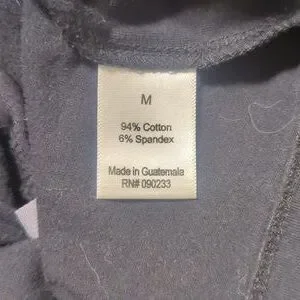 M
94% Cotton
6% Spandex
Made in Guatemala
RN# 090233